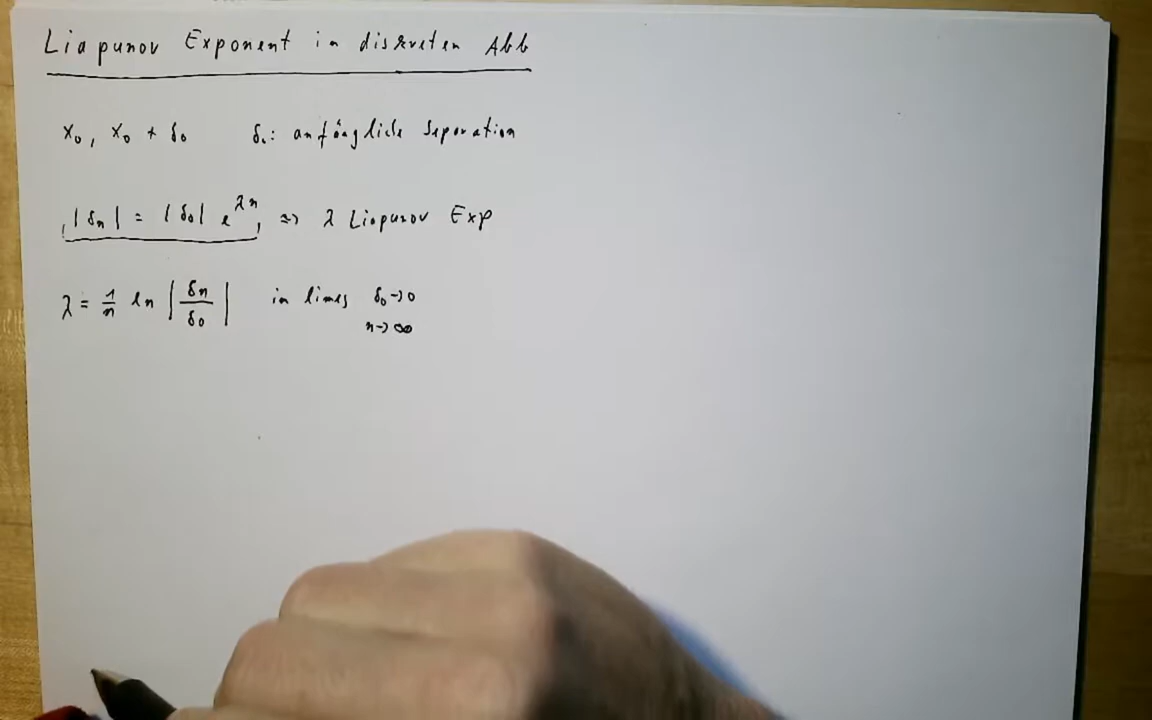 Liapunov Exponent in diskreten Abb
x₀, x₀ + δ₀ δ₀: anfängliche Separation
|δₙ| = |δ₀| e^{λn} => λ Liapunov Exp
λ = 1/n ln |δₙ/δ₀| in limes δ₀→0
n→∞